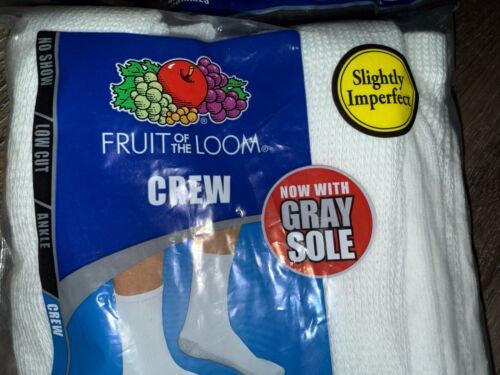 NO SHOW
LOW CUT
ANKLE
CREW
®
FRUIT OF THE LOOM®
CREW
Slightly
Imperfect
NOW WITH
GRAY
SOLE